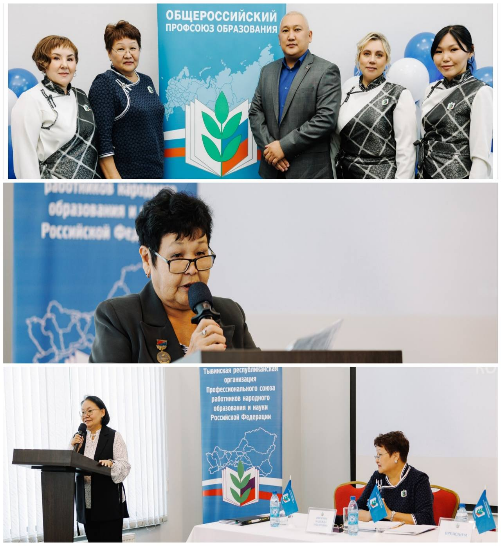 ОБЩЕРОССИЙСКИЙ
ПРОФСОЮЗ ОБРАЗОВАНИЯ
работников народного
образования и науки
Российской Федерации
Тувинская республиканская
организация
Профессионального союза
работников народного
образования и науки
Российской Федерации